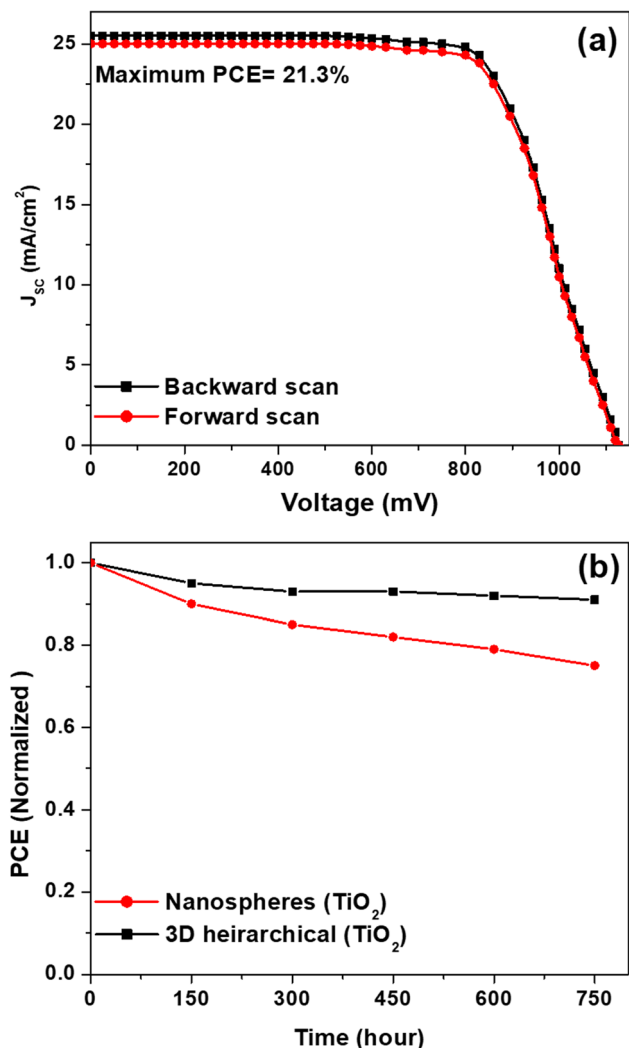 (a)
Maximum PCE= 21.3%
25
20
15
10
5
0
J_SC (mA/cm²)
Backward scan
Forward scan
0 200 400 600 800 1000
Voltage (mV)
(b)
1.0
0.8
0.6
0.4
0.2
0.0
PCE (Normalized )
Nanospheres (TiO₂)
3D heirarchical (TiO₂)
0 150 300 450 600 750
Time (hour)